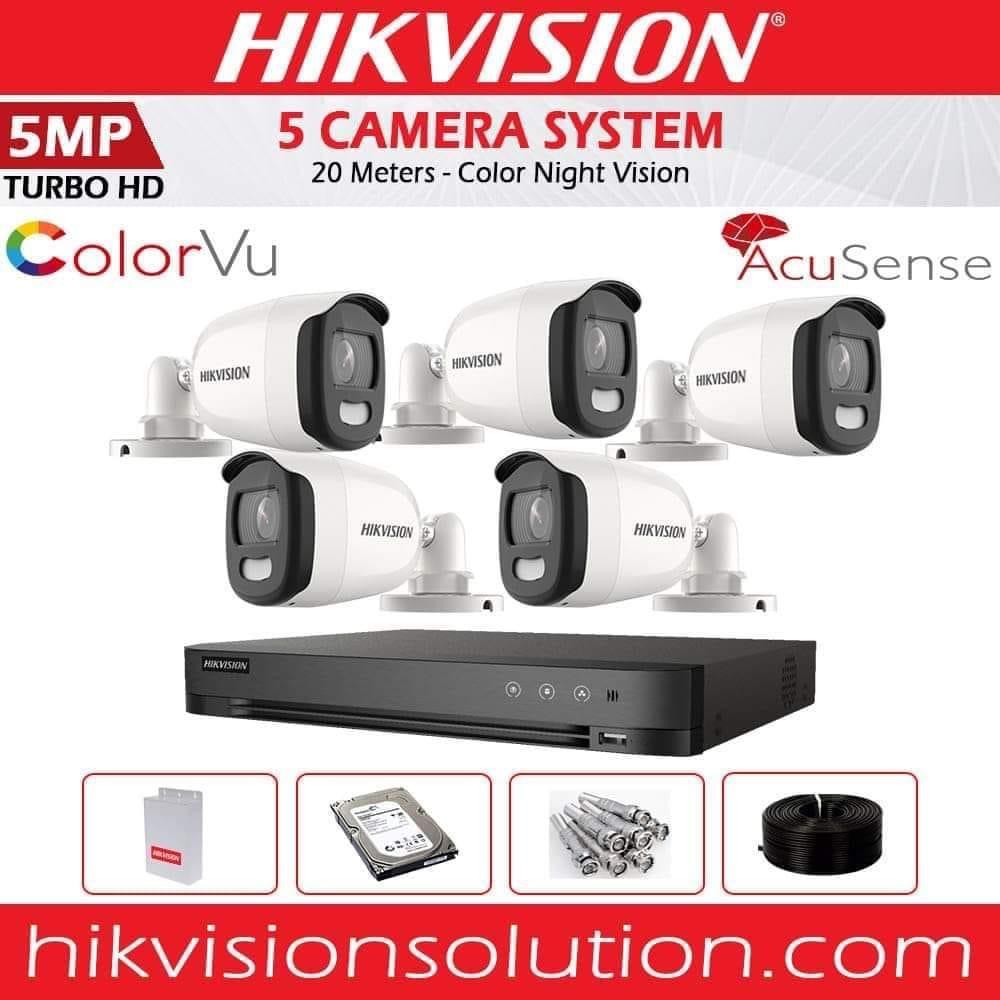 HIKVISION®
5MP
TURBO HD
5 CAMERA SYSTEM
20 Meters - Color Night Vision
ColorVu
AcuSense
HIKVISION
HIKVISION
HIKVISION
HIKVISION
HIKVISION
HIKVISION
HIKVISION
hikvisionsolution.com